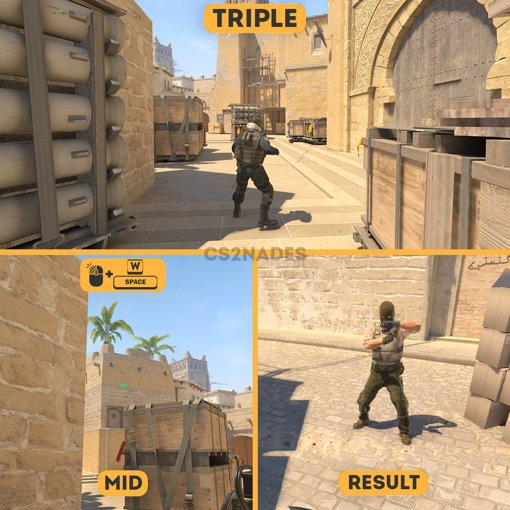 TRIPLE
CS2NADES
W
+
SPACE
MID
RESULT